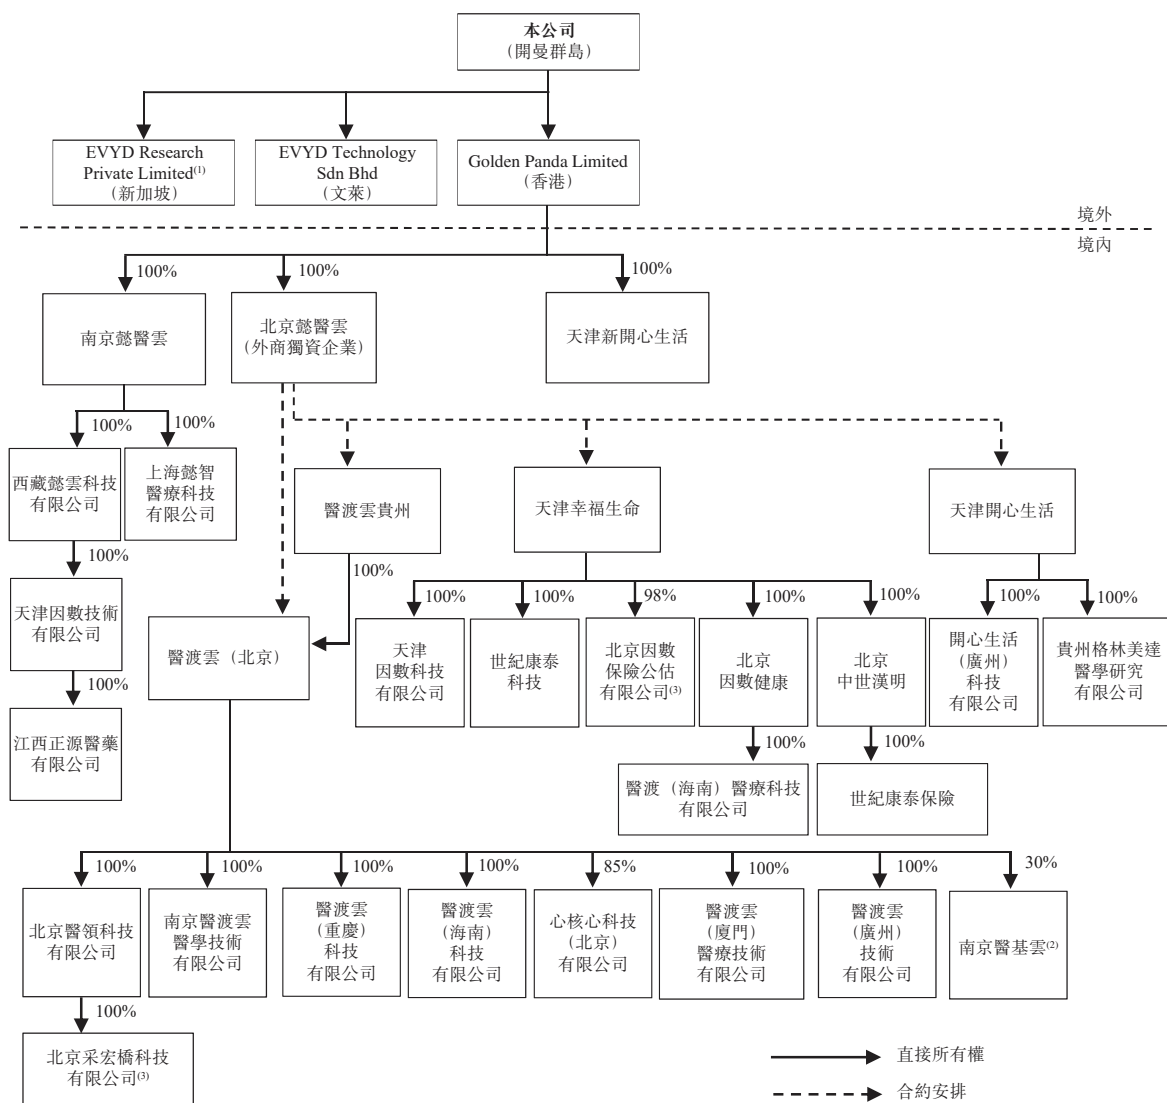 本公司
(開曼群島)
EVYD Research
Private Limited(1)
(新加坡)
EVYD Technology
Sdn Bhd
(文萊)
Golden Panda Limited
(香港)
境外
境內
100%
100%
100%
南京懿醫雲
北京懿醫雲
(外商獨資企業)
天津新開心生活
100%
100%
西藏懿雲科技
有限公司
上海懿智
醫療科技
有限公司
醫渡雲貴州
天津幸福生命
天津開心生活
100%
100%
天津因數技術
有限公司
醫渡雲(北京)
100%
100%
98%
100%
100%
100%
100%
天津
因數科技
有限公司
世紀康泰
科技
北京因數
保險公估
有限公司(3)
北京
因數健康
北京
中世漢明
開心生活
(廣州)
科技
有限公司
貴州格林美達
醫學研究
有限公司
100%
江西正源醫藥
有限公司
100%
100%
醫渡(海南)醫療科技
有限公司
世紀康泰保險
100%
100%
100%
100%
85%
100%
100%
30%
北京醫領科技
有限公司
南京醫渡雲
醫學技術
有限公司
醫渡雲
(重慶)
科技
有限公司
醫渡雲
(海南)
科技
有限公司
心核心科技
(北京)
有限公司
醫渡雲
(廈門)
醫療技術
有限公司
醫渡雲
(廣州)
技術
有限公司
南京醫基雲(2)
100%
北京采宏橋科技
有限公司(3)
直接所有權
合約安排